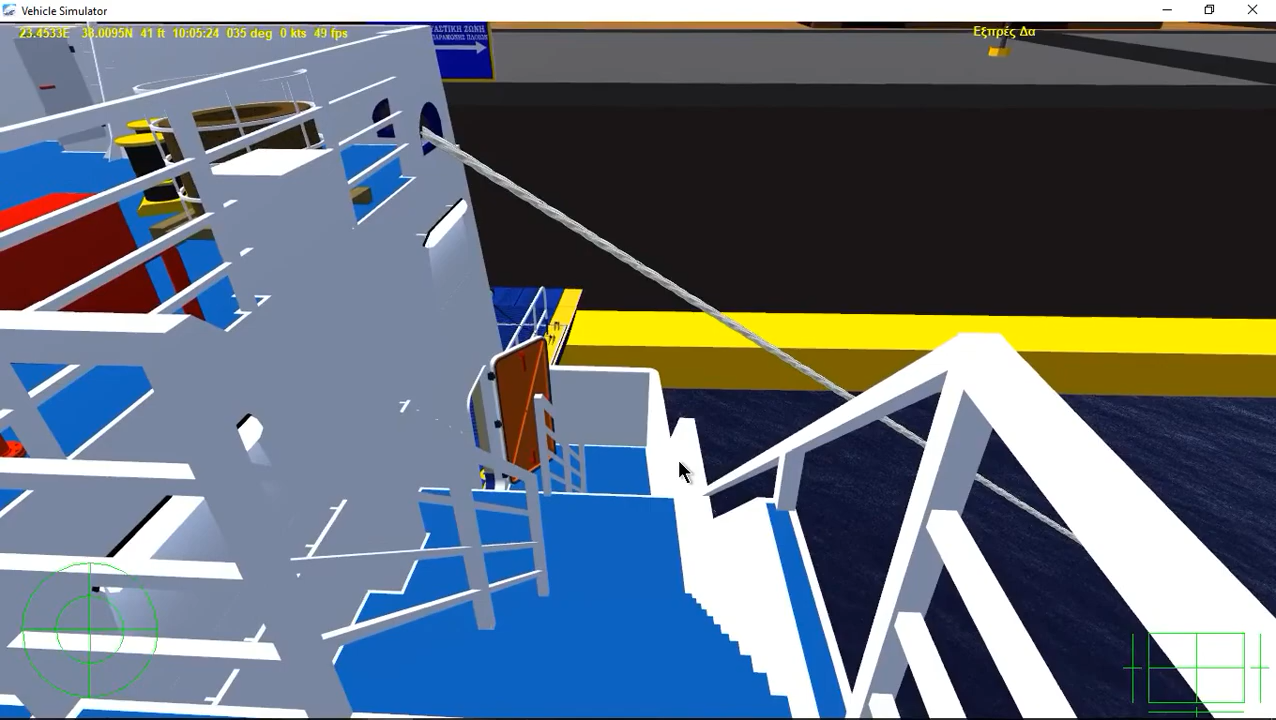 Vehicle Simulator
23.4533E 38.0095N 41 ft 10:05:24 035 deg 0 kts 49 fps
Εξπρές Δα
ΖΩΝΗ